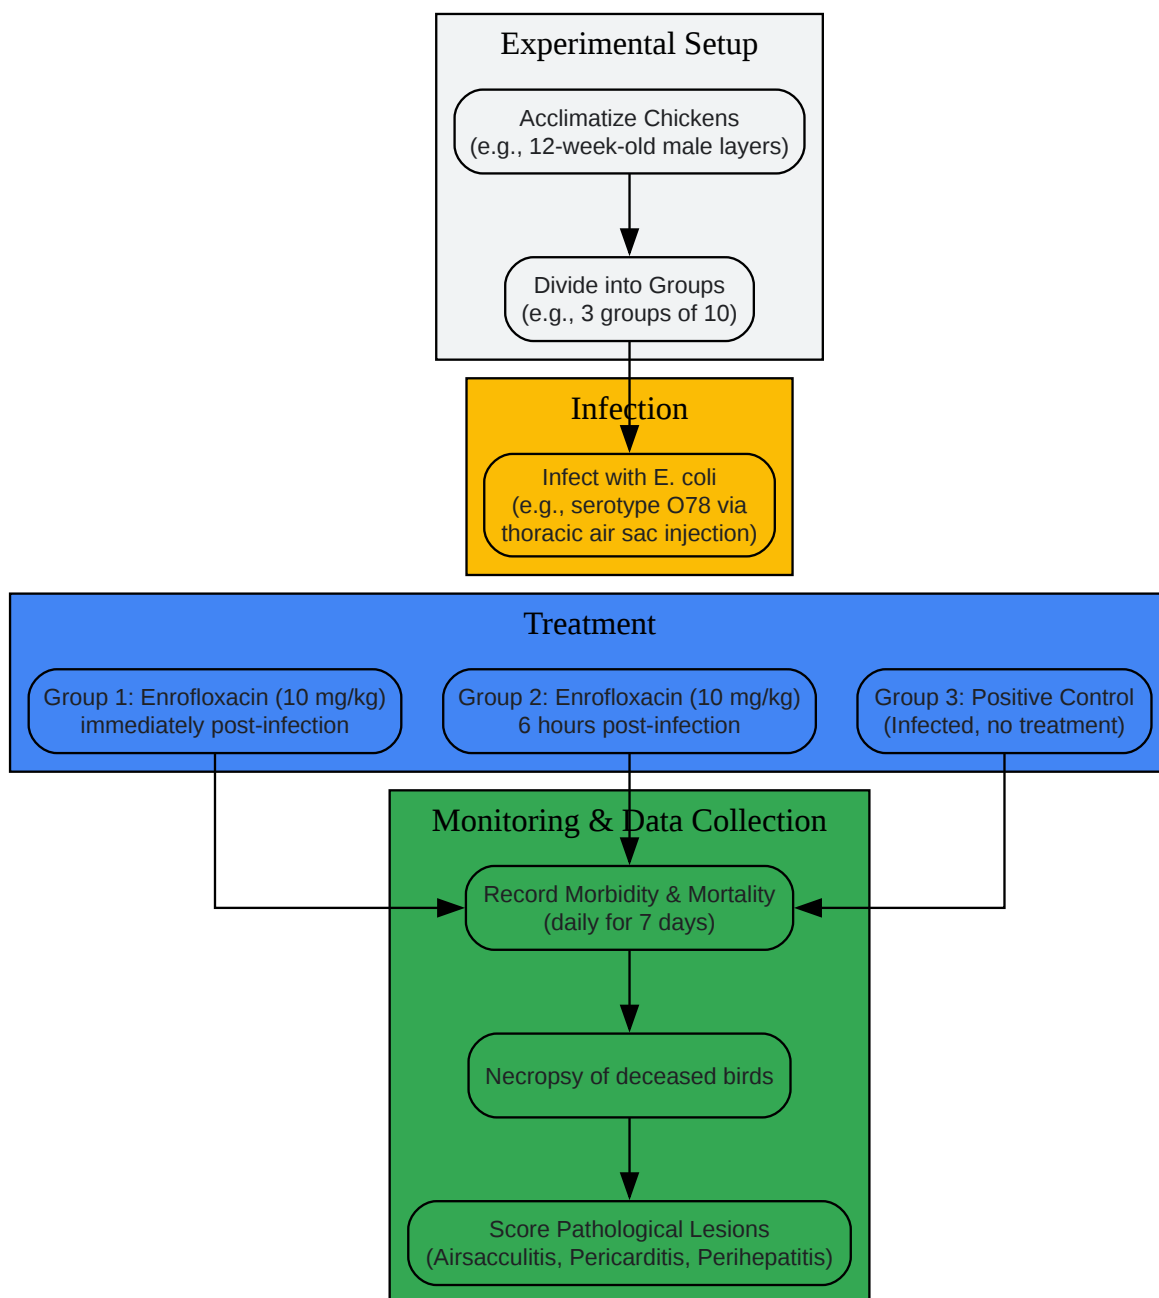 Experimental Setup
Acclimatize Chickens
(e.g., 12-week-old male layers)
Divide into Groups
(e.g., 3 groups of 10)
Infection
Infect with E. coli
(e.g., serotype O78 via
thoracic air sac injection)
Treatment
Group 1: Enrofloxacin (10 mg/kg)
immediately post-infection
Group 2: Enrofloxacin (10 mg/kg)
6 hours post-infection
Group 3: Positive Control
(Infected, no treatment)
Monitoring & Data Collection
Record Morbidity & Mortality
(daily for 7 days)
Necropsy of deceased birds
Score Pathological Lesions
(Airsacculitis, Pericarditis, Perihepatitis)